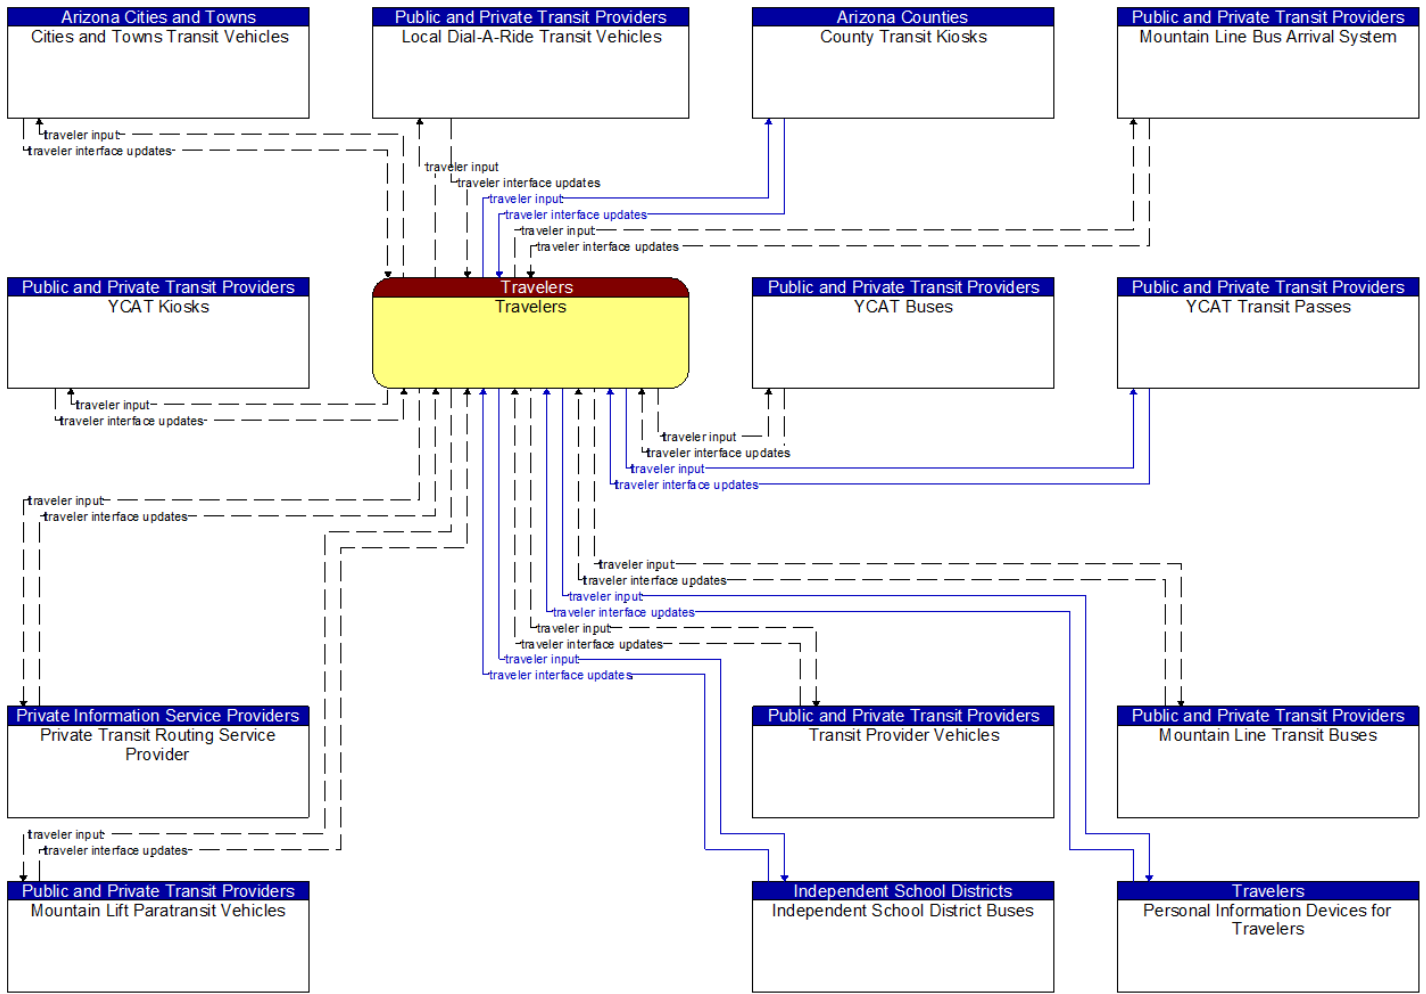 Arizona Cities and Towns
Cities and Towns Transit Vehicles
Public and Private Transit Providers
Local Dial-A-Ride Transit Vehicles
Arizona Counties
County Transit Kiosks
Public and Private Transit Providers
Mountain Line Bus Arrival System
traveler input
traveler interface updates
traveler input
traveler interface updates
traveler input
traveler interface updates
traveler input
traveler interface updates
Public and Private Transit Providers
YCAT Kiosks
Travelers
Travelers
Public and Private Transit Providers
YCAT Buses
Public and Private Transit Providers
YCAT Transit Passes
traveler input
traveler interface updates
traveler input
traveler interface updates
traveler input
traveler interface updates
traveler input
traveler interface updates
traveler input
traveler interface updates
traveler input
traveler interface updates
traveler input
traveler interface updates
traveler input
traveler interface updates
Private Information Service Providers
Private Transit Routing Service
Provider
Public and Private Transit Providers
Transit Provider Vehicles
Public and Private Transit Providers
Mountain Line Transit Buses
traveler input
traveler interface updates
Public and Private Transit Providers
Mountain Lift Paratransit Vehicles
Independent School Districts
Independent School District Buses
Travelers
Personal Information Devices for
Travelers